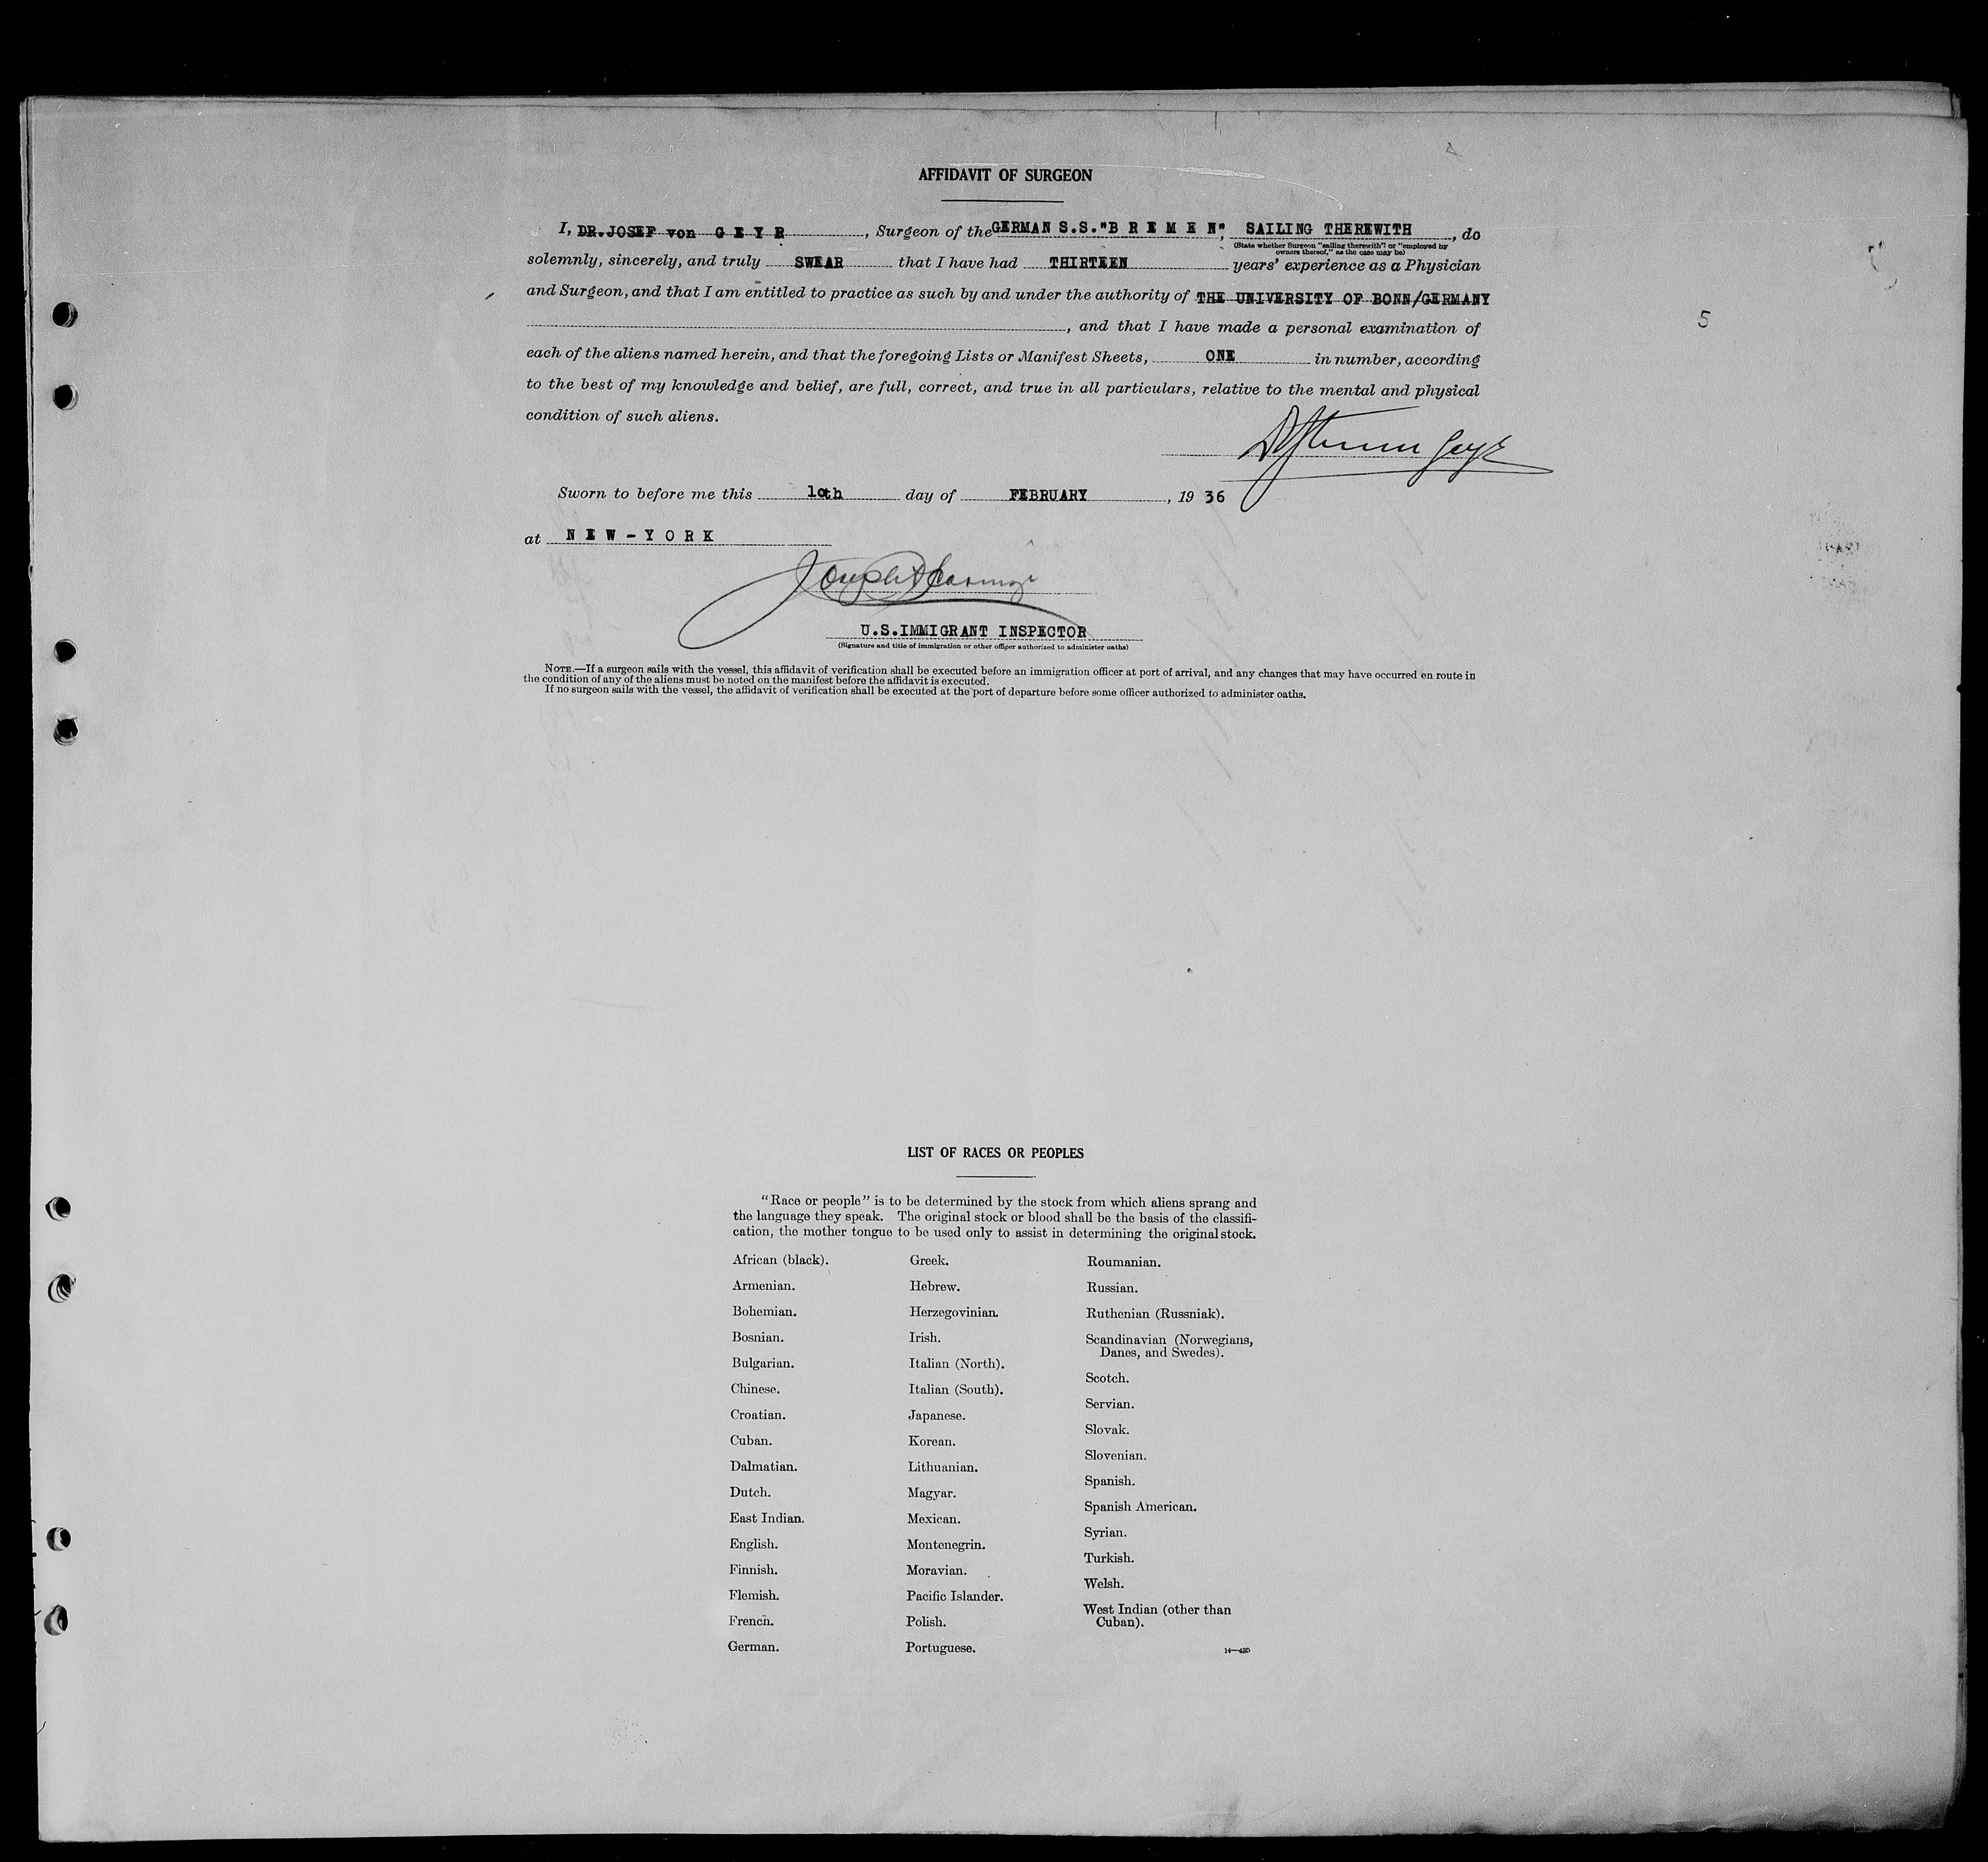 AFFIDAVIT OF SURGEON
I, DR.JOSEF von G E Y R, Surgeon of the GERMAN S.S."B R E M E N", SAILING THEREWITH, do
(State whether Surgeon "sailing therewith" or "employed by
owners thereof," as the case may be)
solemnly, sincerely, and truly SWEAR that I have had THIRTEEN years' experience as a Physician
and Surgeon, and that I am entitled to practice as such by and under the authority of THE UNIVERSITY OF BONN/GERMANY
, and that I have made a personal examination of
each of the aliens named herein, and that the foregoing Lists or Manifest Sheets, ONE in number, according
to the best of my knowledge and belief, are full, correct, and true in all particulars, relative to the mental and physical
condition of such aliens.
5
Sworn to before me this 10th day of FEBRUARY, 19 36
at N E W - Y O R K
U.S.IMMIGRANT INSPECTOR
(Signature and title of immigration or other officer authorized to administer oaths)
NOTE.—If a surgeon sails with the vessel, this affidavit of verification shall be executed before an immigration officer at port of arrival, and any changes that may have occurred en route in
the condition of any of the aliens must be noted on the manifest before the affidavit is executed.
If no surgeon sails with the vessel, the affidavit of verification shall be executed at the port of departure before some officer authorized to administer oaths.
LIST OF RACES OR PEOPLES
"Race or people" is to be determined by the stock from which aliens sprang and
the language they speak. The original stock or blood shall be the basis of the classifi-
cation, the mother tongue to be used only to assist in determining the original stock.
African (black).
Armenian.
Bohemian.
Bosnian.
Bulgarian.
Chinese.
Croatian.
Cuban.
Dalmatian.
Dutch.
East Indian.
English.
Finnish.
Flemish.
French.
German.
Greek.
Hebrew.
Herzegovinian.
Irish.
Italian (North).
Italian (South).
Japanese.
Korean.
Lithuanian.
Magyar.
Mexican.
Montenegrin.
Moravian.
Pacific Islander.
Polish.
Portuguese.
Roumanian.
Russian.
Ruthenian (Russniak).
Scandinavian (Norwegians,
Danes, and Swedes).
Scotch.
Servian.
Slovak.
Slovenian.
Spanish.
Spanish American.
Syrian.
Turkish.
Welsh.
West Indian (other than
Cuban).
14—430